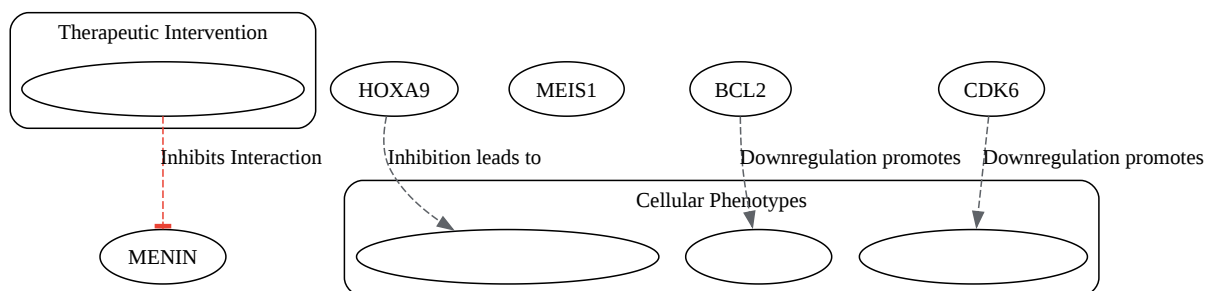 Therapeutic Intervention
HOXA9
MEIS1
BCL2
CDK6
Inhibits Interaction
Inhibition leads to
Downregulation promotes
Downregulation promotes
Cellular Phenotypes
MENIN